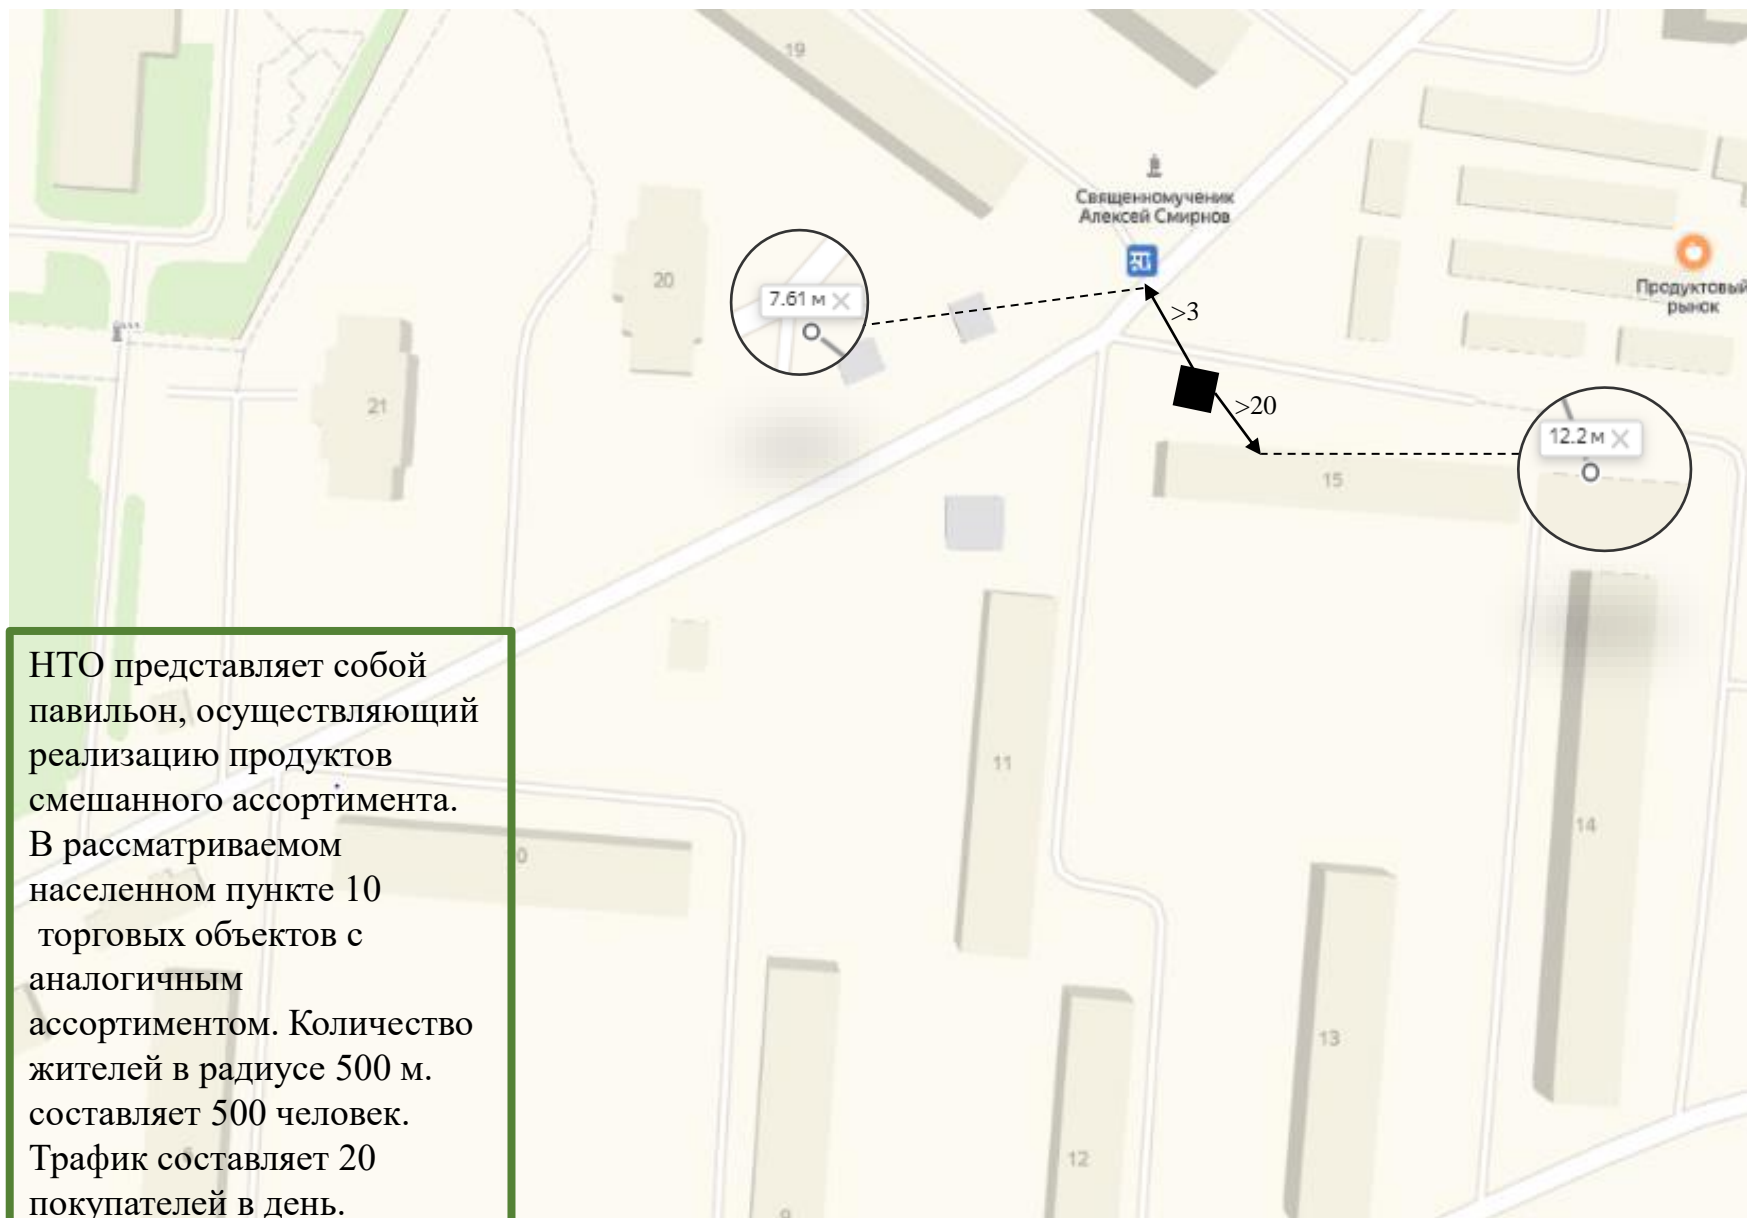 19
Священномученик
Алексей Смирнов
20
7.61 м
>3
Продуктовый
рынок
21
>20
12.2 м
15
НТО представляет собой
павильон, осуществляющий
реализацию продуктов
смешанного ассортимента.
В рассматриваемом
населенном пункте 10
торговых объектов с
аналогичным
ассортиментом. Количество
жителей в радиусе 500 м.
составляет 500 человек.
Трафик составляет 20
покупателей в день.
11
14
13
12
9